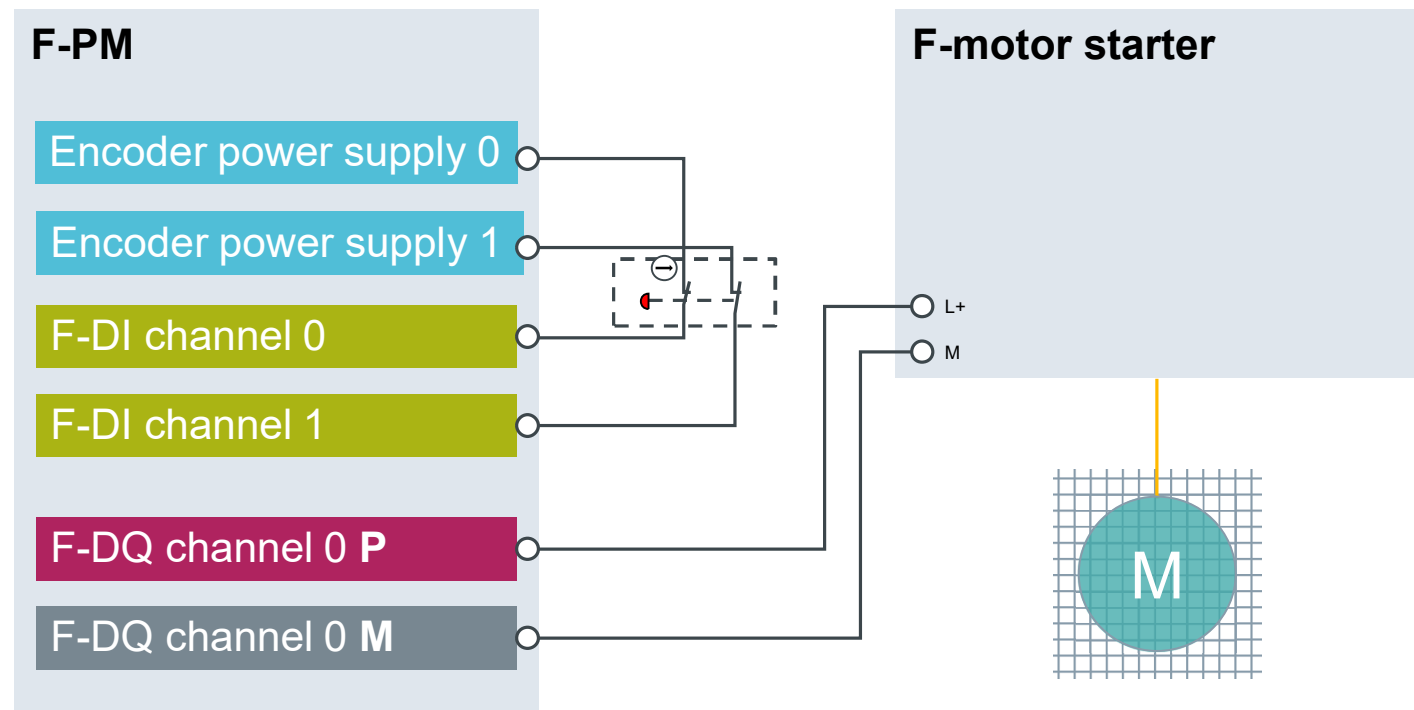 F-PM
Encoder power supply 0
Encoder power supply 1
F-DI channel 0
F-DI channel 1
F-DQ channel 0 P
F-DQ channel 0 M
F-motor starter
L+
M
M